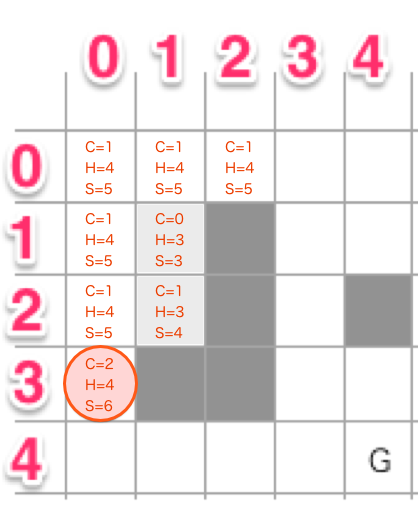 0 1 2 3 4
0 C=1 C=1 C=1
H=4 H=4 H=4
S=5 S=5 S=5
1 C=1 C=0
H=4 H=3
S=5 S=3
2 C=1 C=1
H=4 H=3
S=5 S=4
3 C=2
H=4
S=6
4 G